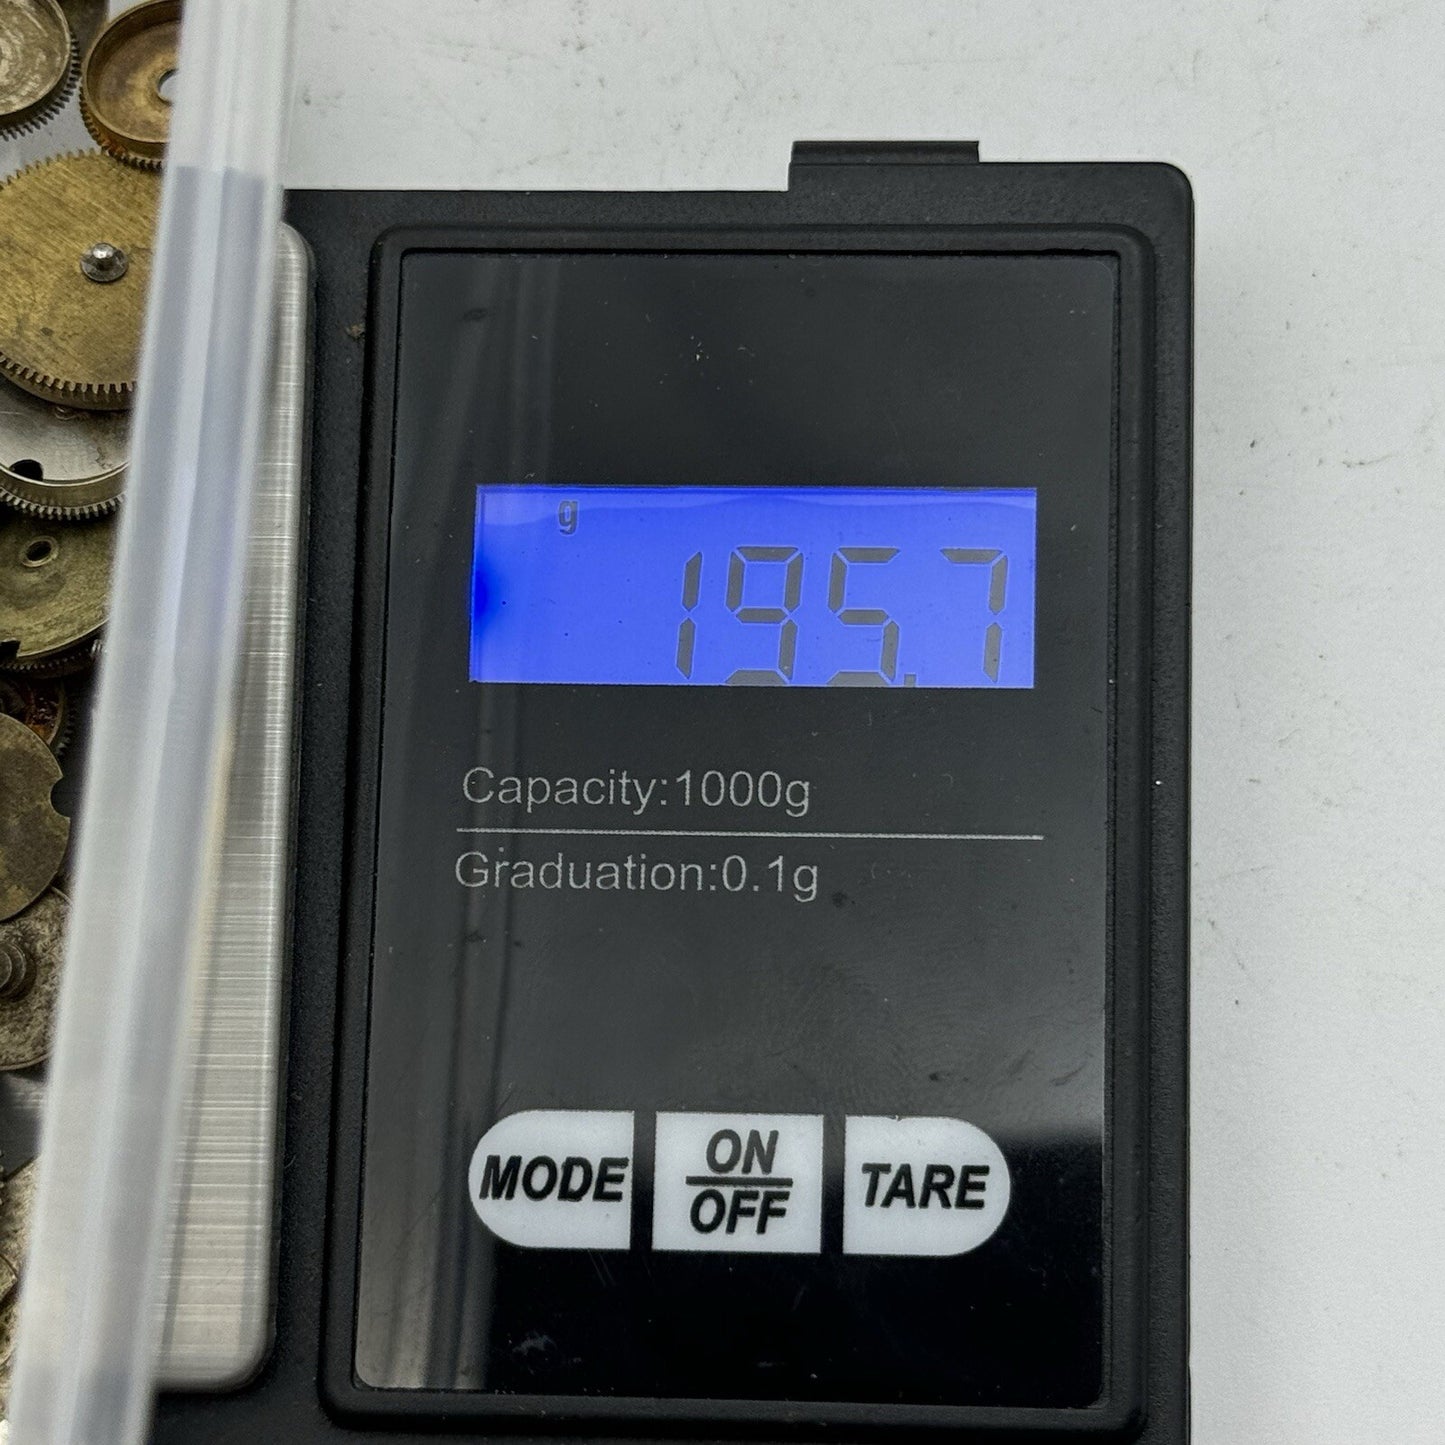 g
195.7
Capacity:1000g
Graduation:0.1g
MODE
ON
OFF
TARE